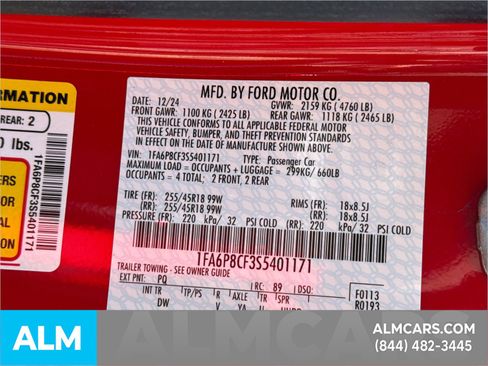 ORMATION
REAR: 2
0 lbs.
1FA6P8CF3S5401171
MFD. BY FORD MOTOR CO.
12/24
GVWR: 2159 KG ( 4760 LB)
FRONT GAWR: 1100 KG ( 2425 LB)
REAR GAWR: 1118 KG ( 2465 LB)
THIS VEHICLE CONFORMS TO ALL APPLICABLE FEDERAL MOTOR
VEHICLE SAFETY, BUMPER, AND THEFT PREVENTION STANDARDS
IN EFFECT ON THE DATE OF MANUFACTURE SHOWN ABOVE.
VIN: 1FA6P8CF3S5401171 TYPE: Passenger Car
MAXIMUM LOAD = OCCUPANTS + LUGGAGE = 299KG/660LB
OCCUPANTS = 4 TOTAL; 2 FRONT, 2 REAR
TIRE (FR): 255/45R18 99W RIMS (FR): 18x8.5J
TIRE (RR): 255/45R18 99W RIMS (RR): 18x8.5J
PRESSURE (FR): 220 kPa/ 32 PSI COLD (RR): 220 kPa/ 32 PSI COLD
1FA6P8CF3S5401171
TRAILER TOWING - SEE OWNER GUIDE
EXT PNT: PQ RC: 89 DSO: F0113
INT TR TP/PS R AXLE TR SPR R0193
DW
ALM
ALMCARS
ALMCARS.COM
(844) 482-3445